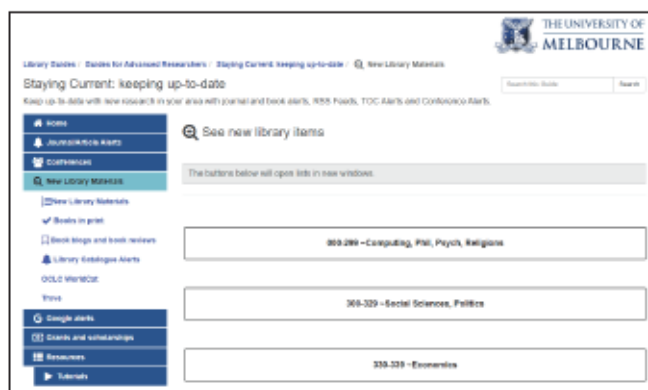 THE UNIVERSITY OF
MELBOURNE
Library Guides / Guides for Advanced Researchers / Staying Current: keeping up-to-date / New Library Materials
Staying Current: keeping up-to-date
Search this Guide Search
Keep up-to-date with new research in your area with journal and book alerts, RSS Feeds, TOC Alerts and Conference Alerts.
Home
Journal/Article Alerts
Conferences
New Library Materials
New Library Materials
Books in print
Book blogs and book reviews
Library Catalogue Alerts
OCLC WorldCat
Trove
Google alerts
Grants and scholarships
Resources
Tutorials
See new library items
The buttons below will open lists in new windows.
000-299 - Computing, Phil, Psych, Religions
300-329 - Social Sciences, Politics
330-339 - Economics